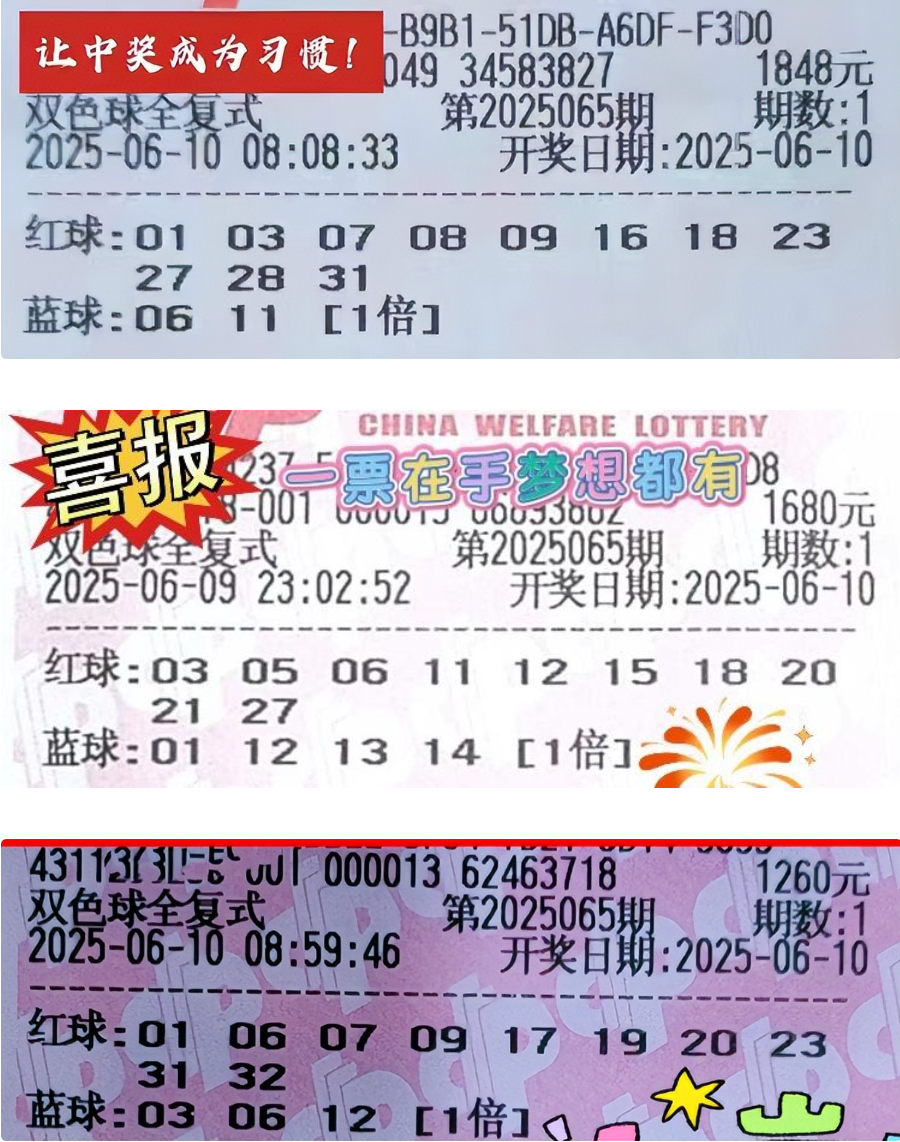 让中奖成为习惯!
-B9B1-51DB-A6DF-F3D0
049 34583827 1848元
双色球全复式 第2025065期 期数:1
2025-06-10 08:08:33 开奖日期:2025-06-10
红球:01 03 07 08 09 16 18 23
27 28 31
蓝球:06 11 [1倍]
CHINA WELFARE LOTTERY
喜报
237
一票在手梦想都有
D8
-001 1680元
双色球全复式 第2025065期 期数:1
2025-06-09 23:02:52 开奖日期:2025-06-10
红球:03 05 06 11 12 15 18 20
21 27
蓝球:01 12 13 14 [1倍]
000013 62463718 1260元
双色球全复式 第2025065期 期数:1
2025-06-10 08:59:46 开奖日期:2025-06-10
红球:01 06 07 09 17 19 20 23
31 32
蓝球:03 06 12 [1倍]